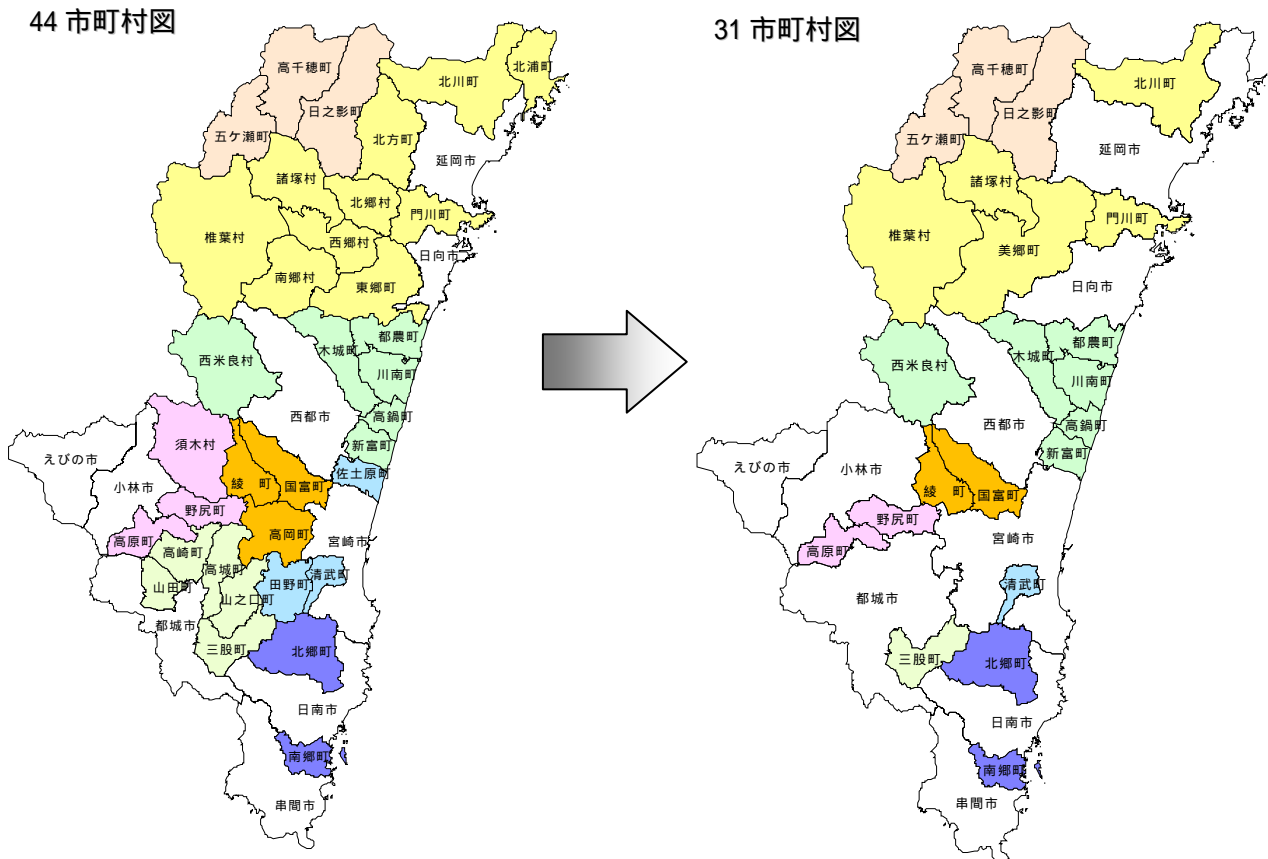 44 市町村図
高千穂町
北川町
北浦町
日之影町
五ケ瀬町
北方町
延岡市
諸塚村
北郷村
門川町
椎葉村
西郷村
日向市
南郷村
東郷町
西米良村
木城町
都農町
川南町
西都市
高鍋町
須木村
新富町
えびの市
佐土原町
小林市
綾 町
国富町
野尻町
高原町
高岡町
宮崎市
高崎町
高城町
田野町
清武町
山田町
山之口町
都城市
三股町
北郷町
日南市
南郷町
串間市
31 市町村図
高千穂町
北川町
日之影町
五ケ瀬町
延岡市
諸塚村
門川町
椎葉村
美郷町
日向市
西米良村
木城町
都農町
川南町
西都市
高鍋町
新富町
えびの市
小林市
綾 町
国富町
野尻町
高原町
宮崎市
清武町
都城市
三股町
北郷町
日南市
南郷町
串間市